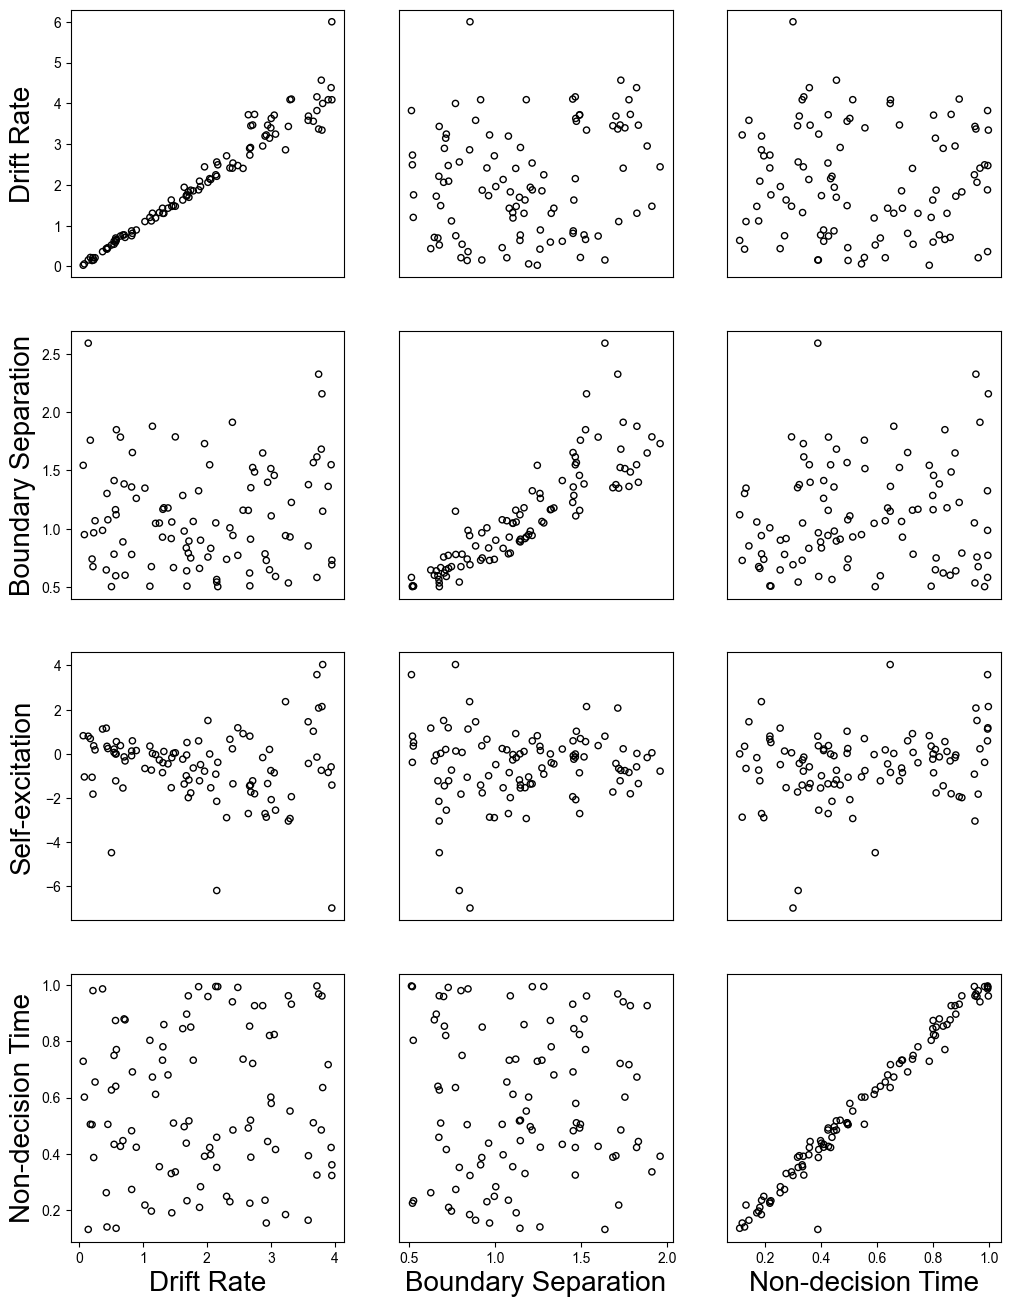 Drift Rate
6
5
4
3
2
1
0
Boundary Separation
2.5
2.0
1.5
1.0
0.5
Self-excitation
4
2
0
−2
−4
−6
Non-decision Time
1.0
0.8
0.6
0.4
0.2
0 1 2 3 4
0.5 1.0 1.5 2.0
0.2 0.4 0.6 0.8 1.0
Drift Rate
Boundary Separation
Non-decision Time